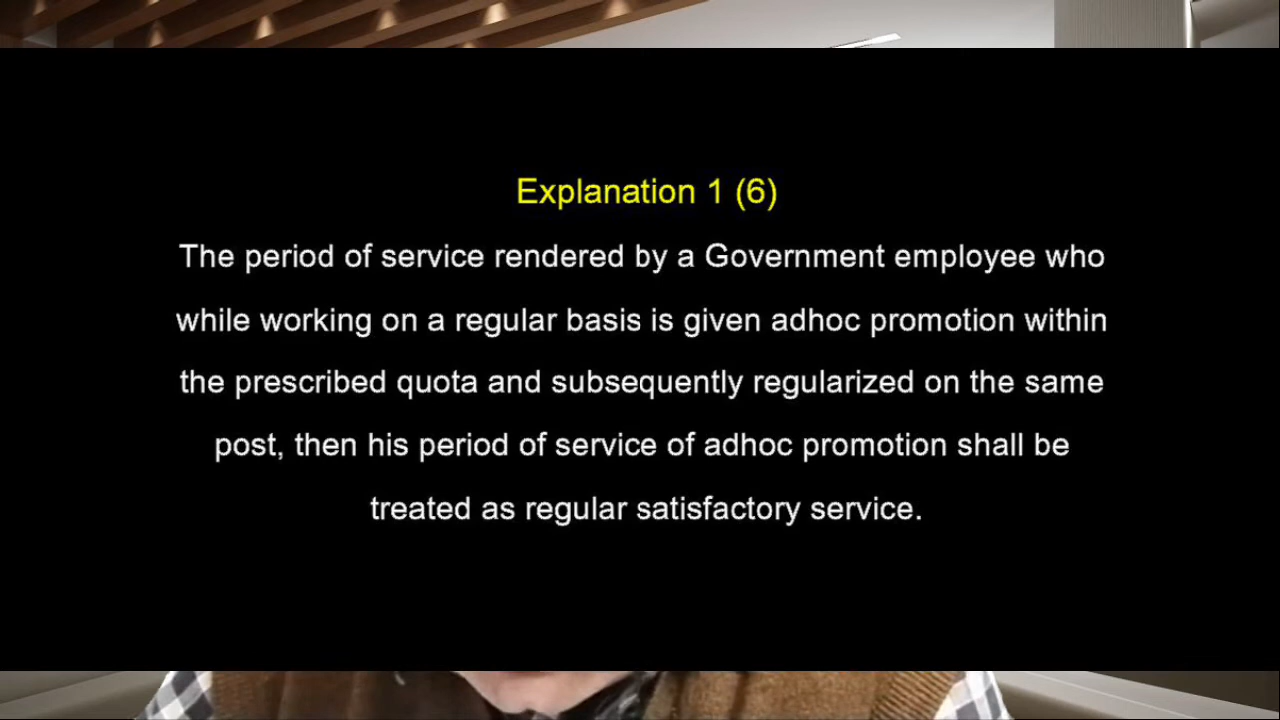 Explanation 1 (6)
The period of service rendered by a Government employee who
while working on a regular basis is given adhoc promotion within
the prescribed quota and subsequently regularized on the same
post, then his period of service of adhoc promotion shall be
treated as regular satisfactory service.